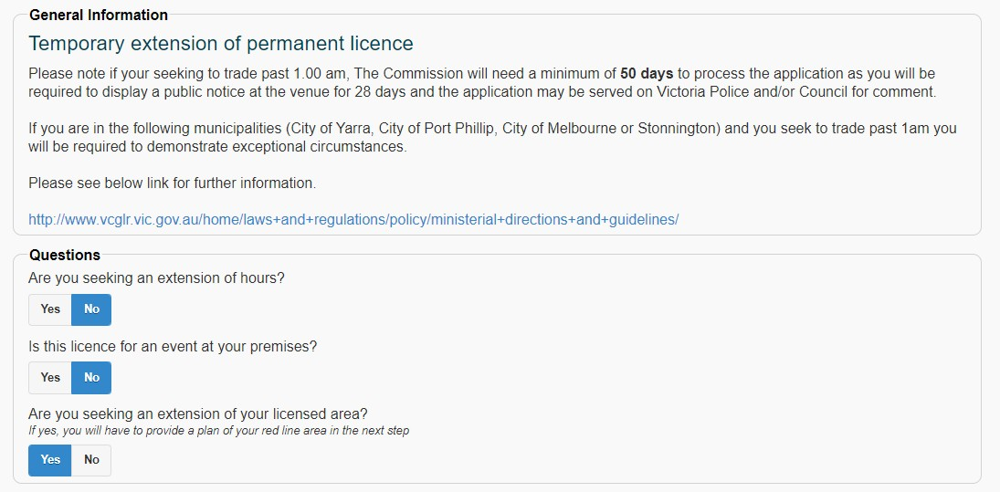 General Information
Temporary extension of permanent licence
Please note if your seeking to trade past 1.00 am, The Commission will need a minimum of 50 days to process the application as you will be
required to display a public notice at the venue for 28 days and the application may be served on Victoria Police and/or Council for comment.
If you are in the following municipalities (City of Yarra, City of Port Phillip, City of Melbourne or Stonnington) and you seek to trade past 1am you
will be required to demonstrate exceptional circumstances.
Please see below link for further information.
http://www.vcglr.vic.gov.au/home/laws+and+regulations/policy/ministerial+directions+and+guidelines/
Questions
Are you seeking an extension of hours?
Yes No
Is this licence for an event at your premises?
Yes No
Are you seeking an extension of your licensed area?
If yes, you will have to provide a plan of your red line area in the next step
Yes No